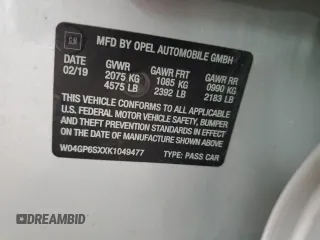 GM MFD BY OPEL AUTOMOBILE GMBH
DATE GVWR GAWR FRT GAWR RR
02/19 2075 KG 1085 KG 0990 KG
4575 LB 2392 LB 2183 LB
THIS VEHICLE CONFORMS TO ALL APPLICABLE
U.S. FEDERAL MOTOR VEHICLE SAFETY, BUMPER
AND THEFT PREVENTION STANDARDS IN EFFECT
ON THE DATE OF MANUFACTURE SHOWN ABOVE.
W04GP6SXXK1049477
TYPE: PASS CAR
DREAMBID